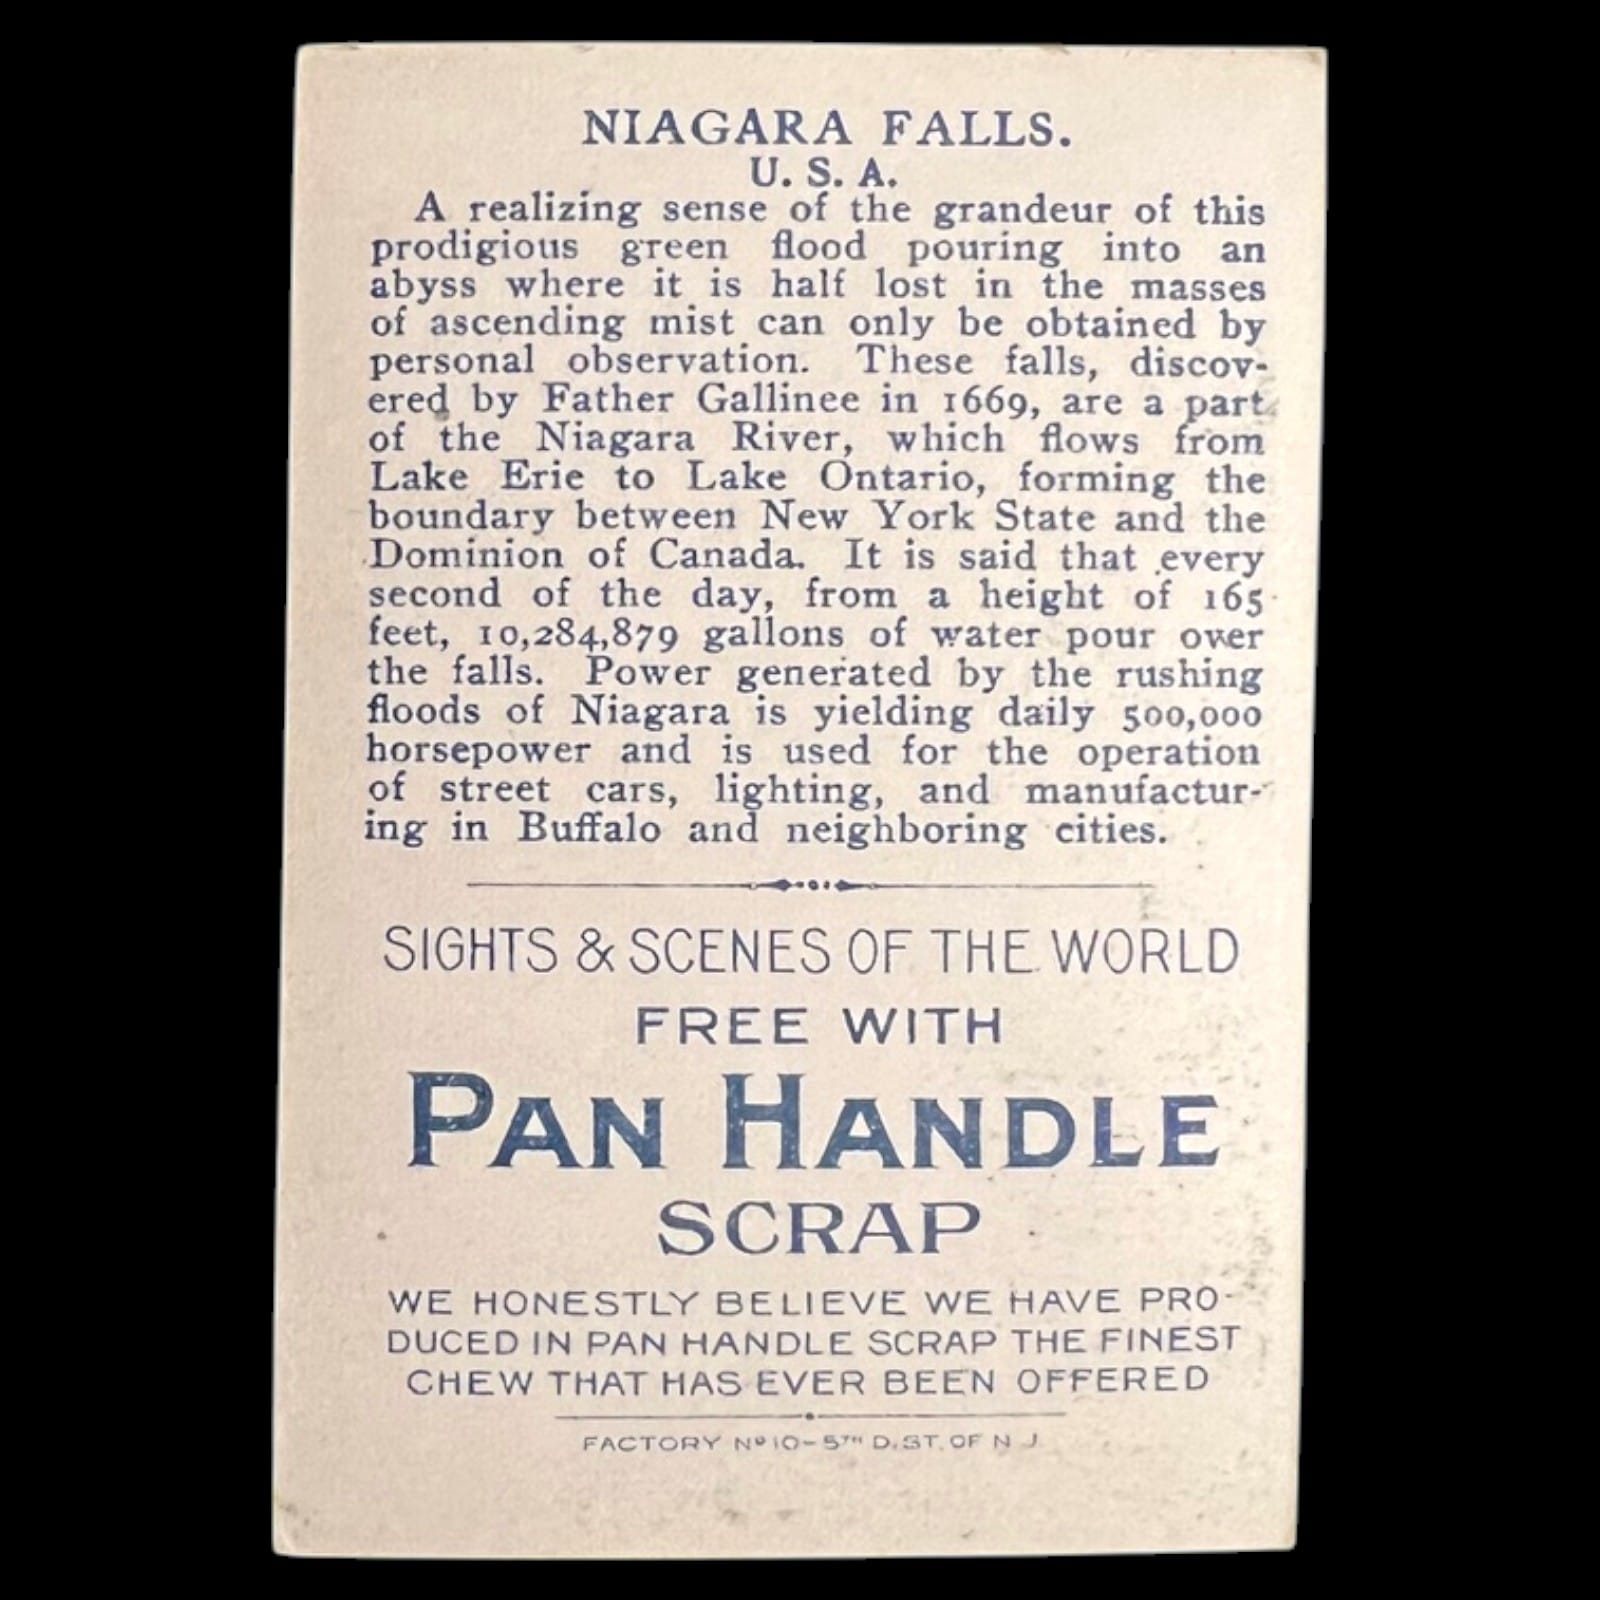 NIAGARA FALLS.
U. S. A.
A realizing sense of the grandeur of this
prodigious green flood pouring into an
abyss where it is half lost in the masses
of ascending mist can only be obtained by
personal observation. These falls, discov-
ered by Father Gallinee in 1669, are a part
of the Niagara River, which flows from
Lake Erie to Lake Ontario, forming the
boundary between New York State and the
Dominion of Canada. It is said that every
second of the day, from a height of 165
feet, 10,284,879 gallons of water pour over
the falls. Power generated by the rushing
floods of Niagara is yielding daily 500,000
horsepower and is used for the operation
of street cars, lighting, and manufactur-
ing in Buffalo and neighboring cities.
SIGHTS & SCENES OF THE WORLD
FREE WITH
PAN HANDLE
SCRAP
WE HONESTLY BELIEVE WE HAVE PRO-
DUCED IN PAN HANDLE SCRAP THE FINEST
CHEW THAT HAS EVER BEEN OFFERED
FACTORY Nº 10-5TH DIST. OF N J